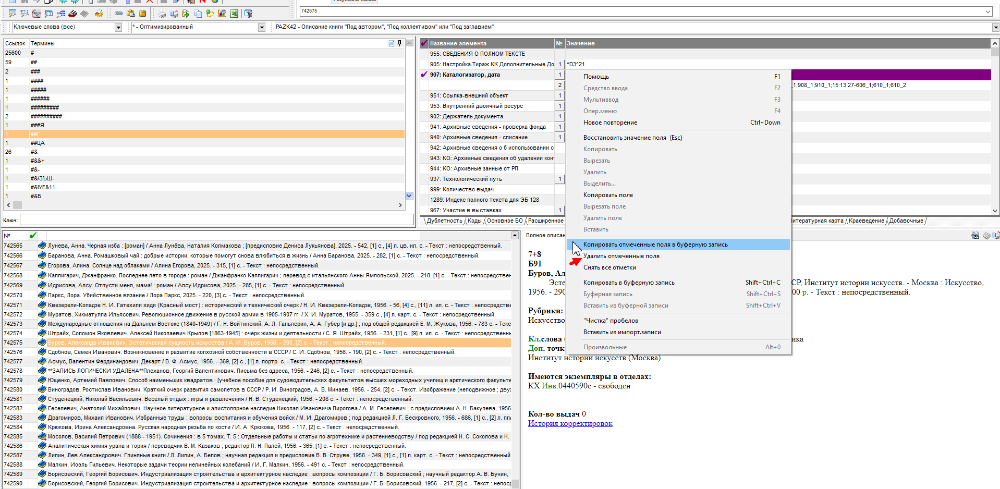 Результаты поиска
742575
Ключевые слова (все)
* - Оптимизированный
PAZK42 - Описание книги "Под автором", "Под коллективом" или "Под заглавием"
Ссылок Термины
25600 #
59 ##
2 ###
1 ####
1 #####
1 ######
1 #########
2 ##########
1 ###Я
1 ##Г
1 ##ЦА
26 #&
1 #&&+
1 #&-
1 #&/ЗЪШ-
1 #&IУЕ&11
1 #&Б
Ключ:
Название элемента № Значение
955: СВЕДЕНИЯ О ПОЛНОМ ТЕКСТЕ
905: Настройка.Тираж КК.Дополнительные До 1 ^D3^21
907: Каталогизатор, дата 1
2 _1;908_1;910_1;15:13:27-606_1;610_1;610_2
951: Ссылка-внешний объект 1
953: Внутренний двоичный ресурс 1
902: Держатель документа 1
941: Архивные сведения - проверка фонда 1
940: Архивные сведения - списание 1
942: Архивные сведения о б использовании с
943: КО: Архивные сведения об удалении кон
944: КО: Архивные занные от РП
937: Технологический путь 1
999: Количество выдач
1289: Индекс полного текста для ЭБ 128
967: Участие в выставках 1
Дублетность Коды Основное БО Расширенное
Литературная карта Краеведение Добавочные
Помощь F1
Средство ввода F2
Мультиввод F3
Опер.меню F4
Новое повторение Ctrl+Down
Восстановить значение поля (Esc)
Копировать
Вырезать
Удалить
Выделить...
Копировать поле
Вырезать поле
Удалить поле
Вставить
Копировать отмеченные поля в буферную запись
Удалить отмеченные поля
Снять все отметки
Копировать в буферную запись Shift+Ctrl+C
Буферная запись Shift+Ctrl+S
Вставить из буферной записи Shift+Ctrl+V
"Чистка" пробелов
Вставить из импорт.записи
Произвольные Alt+0
№
742565 Лунева, Анна. Черная изба : [роман] / Анна Лунёва, Наталия Колмакова ; [предисловие Дениса Лукьянова], 2025. - 542, [1] с., [4] л. цв. ил. с. - Текст : непосредственный.
742566 Баранова, Анна. Ромашковый чай : добрые истории, которые помогут снова влюбиться в жизнь / Анна Баранова, 2025. - 282, [1] с. - Текст : непосредственный.
742567 Егорова, Алина. Солнце над облаками / Алина Егорова, 2025. - 315, [1] с. - Текст : непосредственный.
742568 Каллигарич, Джанфранко. Последнее лето в городе : роман / Джанфранко Каллигарич ; перевод с итальянского Анны Ямпольской, 2025. - 218, [1] с. - Текст : непосредствен
742569 Идрисова, Алсу. Отпусти меня, мама! : роман / Алсу Идрисова, 2025. - 285, [1] с. - Текст : непосредственный.
742570 Паркс, Лора. Убийственное вязание / Лора Паркс, 2025. - 220, [3] с. - Текст : непосредственный.
742571 Квезерели-Копадзе Н. И. Гатехили хиди (Красный мост) : исторический и технический очерк / Н. И. Квезерели-Копадзе, 1956. - 56, [4] с., [11] л. ил. с. - Текст : непосредстве
742572 Муратов, Хикматулла Ильясович. Революционное движение в русской армии в 1905-1907 гг. / Х. И. Муратов, 1955. - 359 с., [4] л. карт. с. - Текст : непосредственный.
742573 Международные отношения на Дальнем Востоке (1840-1949) / Г. Н. Войтинский, А. Л. Гальперин, А. А. Губер [и др.] ; под общей редакцией Е. М. Жукова, 1956. - 783 с. - Текст
742574 Штрайх, Соломон Яковлевич. Алексей Николаевич Крылов [1863-1945] : очерк жизни и деятельности / С. Я. Штрайх, 1956. - 231, [1] с., [9] л. ил. с. - Текст : непосредственны
742575 Буров, Александр Иванович. Эстетическая сущность искусства / А. И. Буров, 1956. - 290, [2] с. - Текст : непосредственный.
742576 Сдобнов, Семен Иванович. Возникновение и развитие колхозной собственности в СССР / С. И. Сдобнов, 1956. - 190, [2] с. - Текст : непосредственный.
742577 Асмус, Валентин Фердинандович. Декарт / В. Ф. Асмус, 1956. - 369, [2] с., [1] л. портр. с. - Текст : непосредственный.
742578 **ЗАПИСЬ ЛОГИЧЕСКИ УДАЛЕНА**Плеханов, Георгий Валентинович. Письма без адреса, 1956. - 246, [2] с. - Текст : непосредственный.
742579 Ющенко, Артемий Павлович. Способ наименьших квадратов : [учебное пособие для судоводительских факультетов высших мореходных училищ и арктического факульте
742580 Виноградов, Ростислав Иванович. Краткий очерк развития самолетов в СССР / Р. И. Виноградов, А. В. Минаев, 1956. - 254, [2] с. - Текст. Изображение (неподвижное ; дву
742581 Студенецкий, Николай Васильевич. Веселый отдых : игры и развлечения / Н. В. Студенецкий, 1956. - 208 с. - Текст : непосредственный.
742582 Геселевич, Анатолий Михайлович. Научное литературное и эпистолярное наследие Николая Ивановича Пирогова / А. М. Геселевич ; с предисловием А. Н. Бакулева, 1956
742583 Драгомиров, Михаил Иванович. Избранные труды : вопросы воспитания и обучения войск / М. И. Драгомиров ; под редакцией Л. Г. Бескровного, 1956. - 686, [1] с., [2] л. пл
742584 Крюкова, Ирина Александровна. Русская народная резьба по кости / И. А. Крюкова, 1956. - 117, [2] с. - Текст : непосредственный.
742585 Мосолов, Василий Петрович (1888 - 1951). Сочинения : в 5 томах. Т. 5 : Отдельные работы и статьи по агротехнике и растениеводству / под редакцией Н. С. Соколова и Н.
742586 Аналитическая химия урана и тория / переводчик В. М. Казаков ; редактор П. Н. Палей, 1956. - 365, [1] с. - Текст : непосредственный.
742587 Липин, Лев Александрович. Глиняные книги / Л. Липин, А. Белов ; научная редакция и предисловие В. В. Струве, 1956. - 349, [1] с., [1] л. карт. с. - Текст : непосредственный
742588 Малкин, Иоэль Гильевич. Некоторые задачи теории нелинейных колебаний / И. Г. Малкин, 1956. - 491 с. - Текст : непосредственный.
742589 Борисовский, Георгий Борисович. Индустриализация строительства и архитектурное наследие : вопросы композиции / Г. Б. Борисовский ; научный редактор А. В. Бунин,
742590 Борисовский, Георгий Борисович. Индустриализация строительства и архитектурное наследие : вопросы композиции / Г. Б. Борисовский, 1956. - 217, [2] с. - Текст : непоср
Полное описан
7+8
Б91
Буров, Ал
Эсте СР, Институт истории искусств. - Москва : Искусство,
1956. - 290 00 р. - Текст : непосредственный.
Рубрики:
Искусство
Кл.слова ика
Доп. точк
Институт истории искусств (Москва)
Имеются экземпляры в отделах:
КХ Инв.0440590с - свободен
Кол-во выдач 0
История корректировок